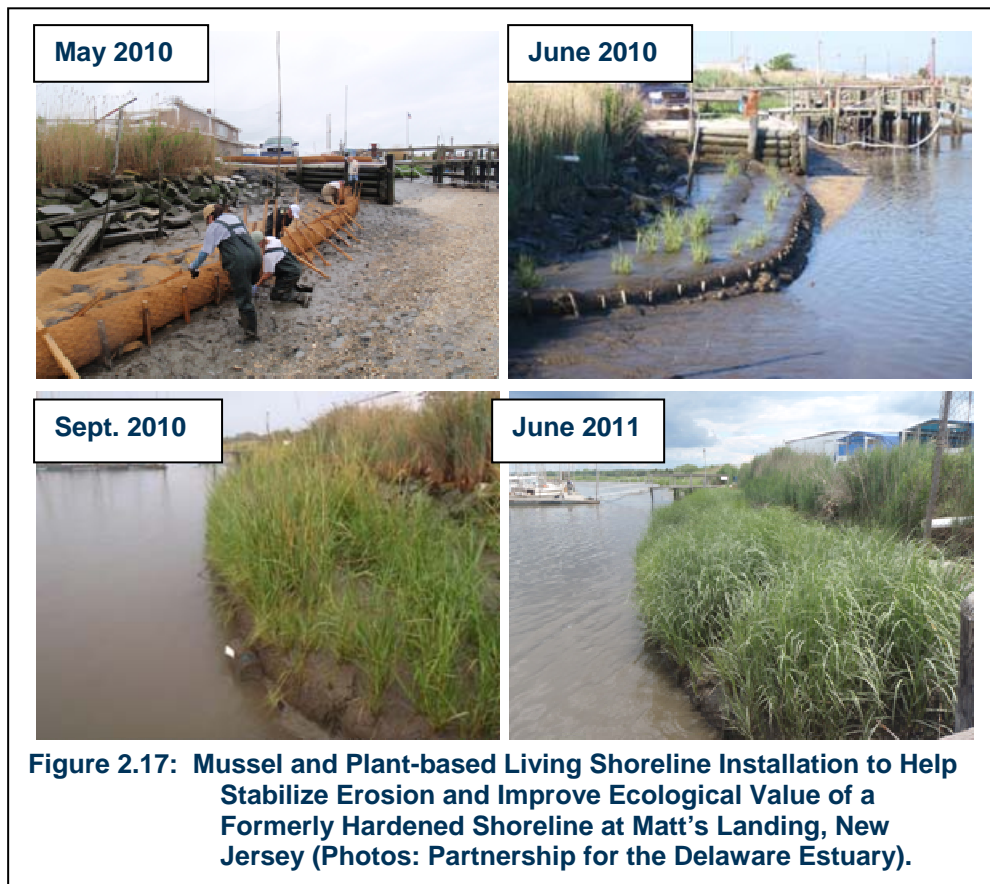 May 2010
June 2010
Sept. 2010
June 2011
Figure 2.17: Mussel and Plant-based Living Shoreline Installation to Help
Stabilize Erosion and Improve Ecological Value of a
Formerly Hardened Shoreline at Matt’s Landing, New
Jersey (Photos: Partnership for the Delaware Estuary).